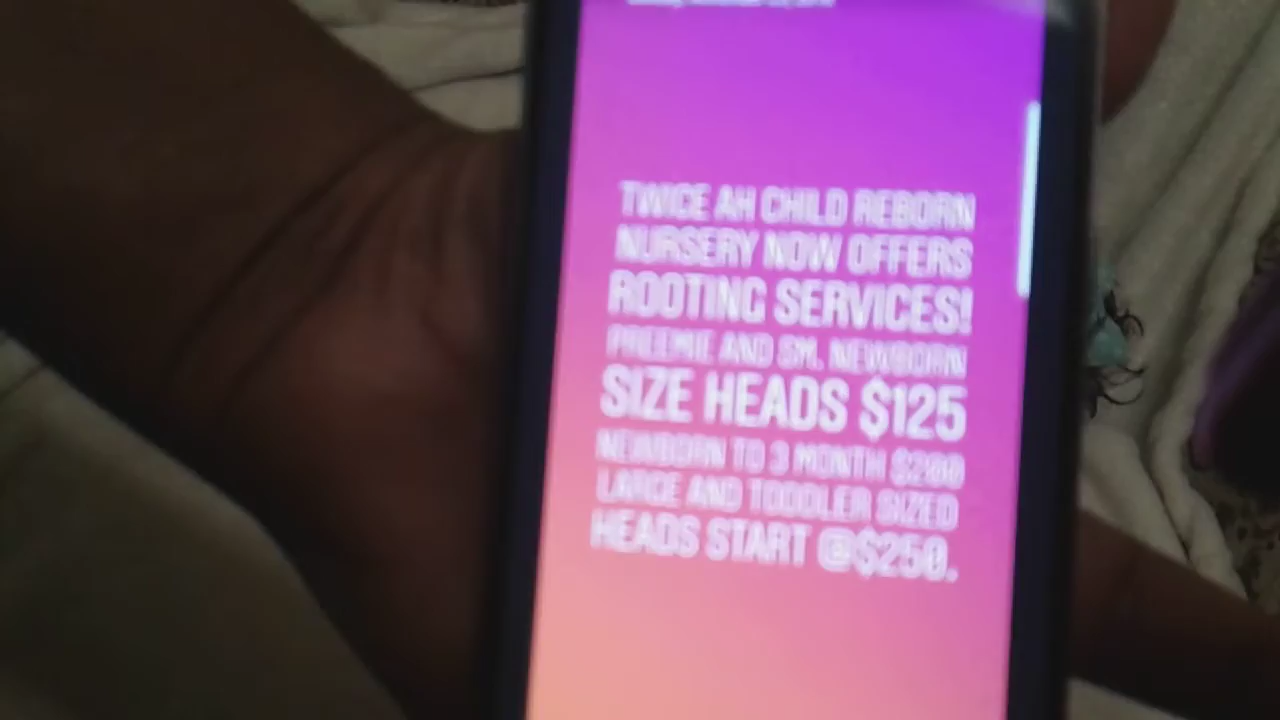 TWICE AH CHILD REBORN
NURSERY NOW OFFERS
ROOTING SERVICES!
PREEMIE AND SM. NEWBORN
SIZE HEADS $125
NEWBORN TO 3 MONTH $200
LARGE AND TODDLER SIZED
HEADS START @$250.